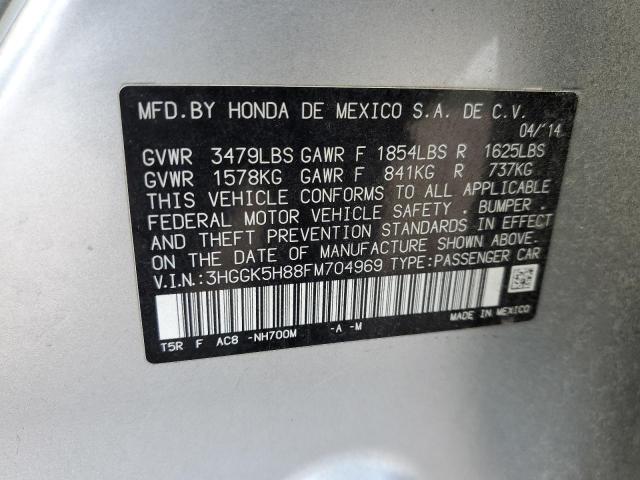 MFD.BY HONDA DE MEXICO S.A. DE C.V.
04/'14
GVWR 3479LBS GAWR F 1854LBS R 1625LBS
GVWR 1578KG GAWR F 841KG R 737KG
THIS VEHICLE CONFORMS TO ALL APPLICABLE
FEDERAL MOTOR VEHICLE SAFETY , BUMPER ,
AND THEFT PREVENTION STANDARDS IN EFFECT
ON THE DATE OF MANUFACTURE SHOWN ABOVE.
V.I.N.:3HGGK5H88FM704969 TYPE:PASSENGER CAR
T5R F AC8 -NH700M -A -M
MADE IN MEXICO